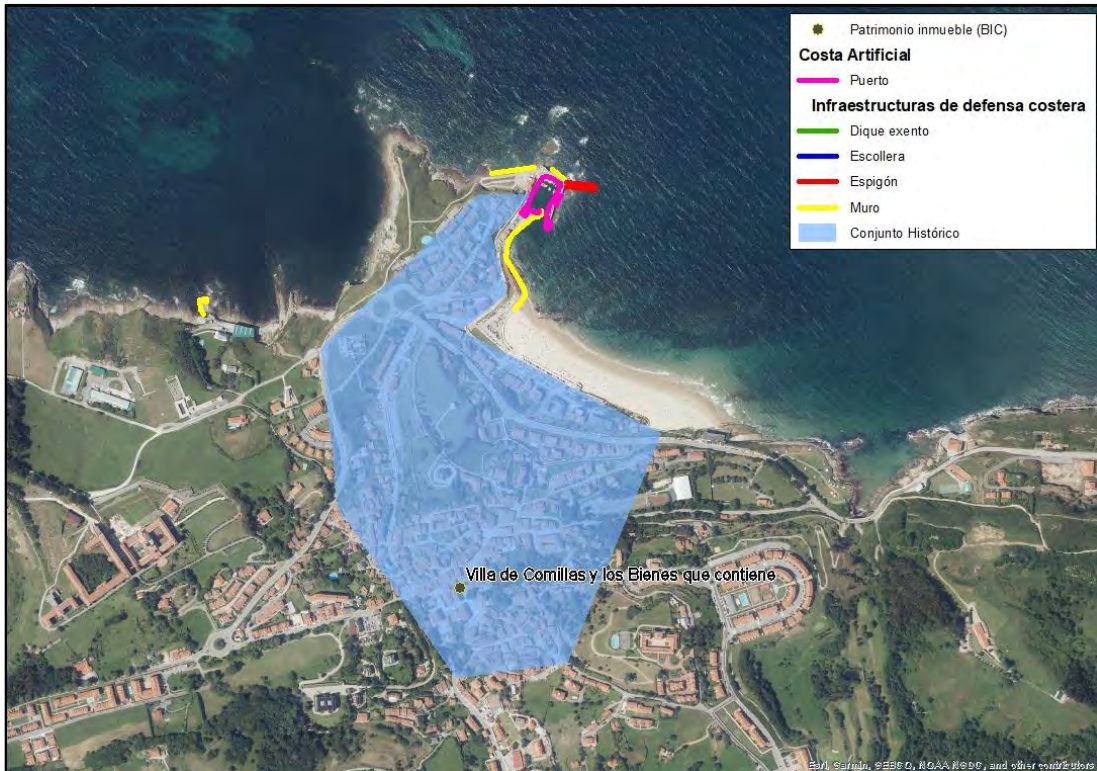 Patrimonio inmueble (BIC)
Costa Artificial
Puerto
Infraestructuras de defensa costera
Dique exento
Escollera
Espigón
Muro
Conjunto Histórico
Villa de Comillas y los Bienes que contiene
Esri, Garmin, GEBCO, NOAA NGDC, and other contributors